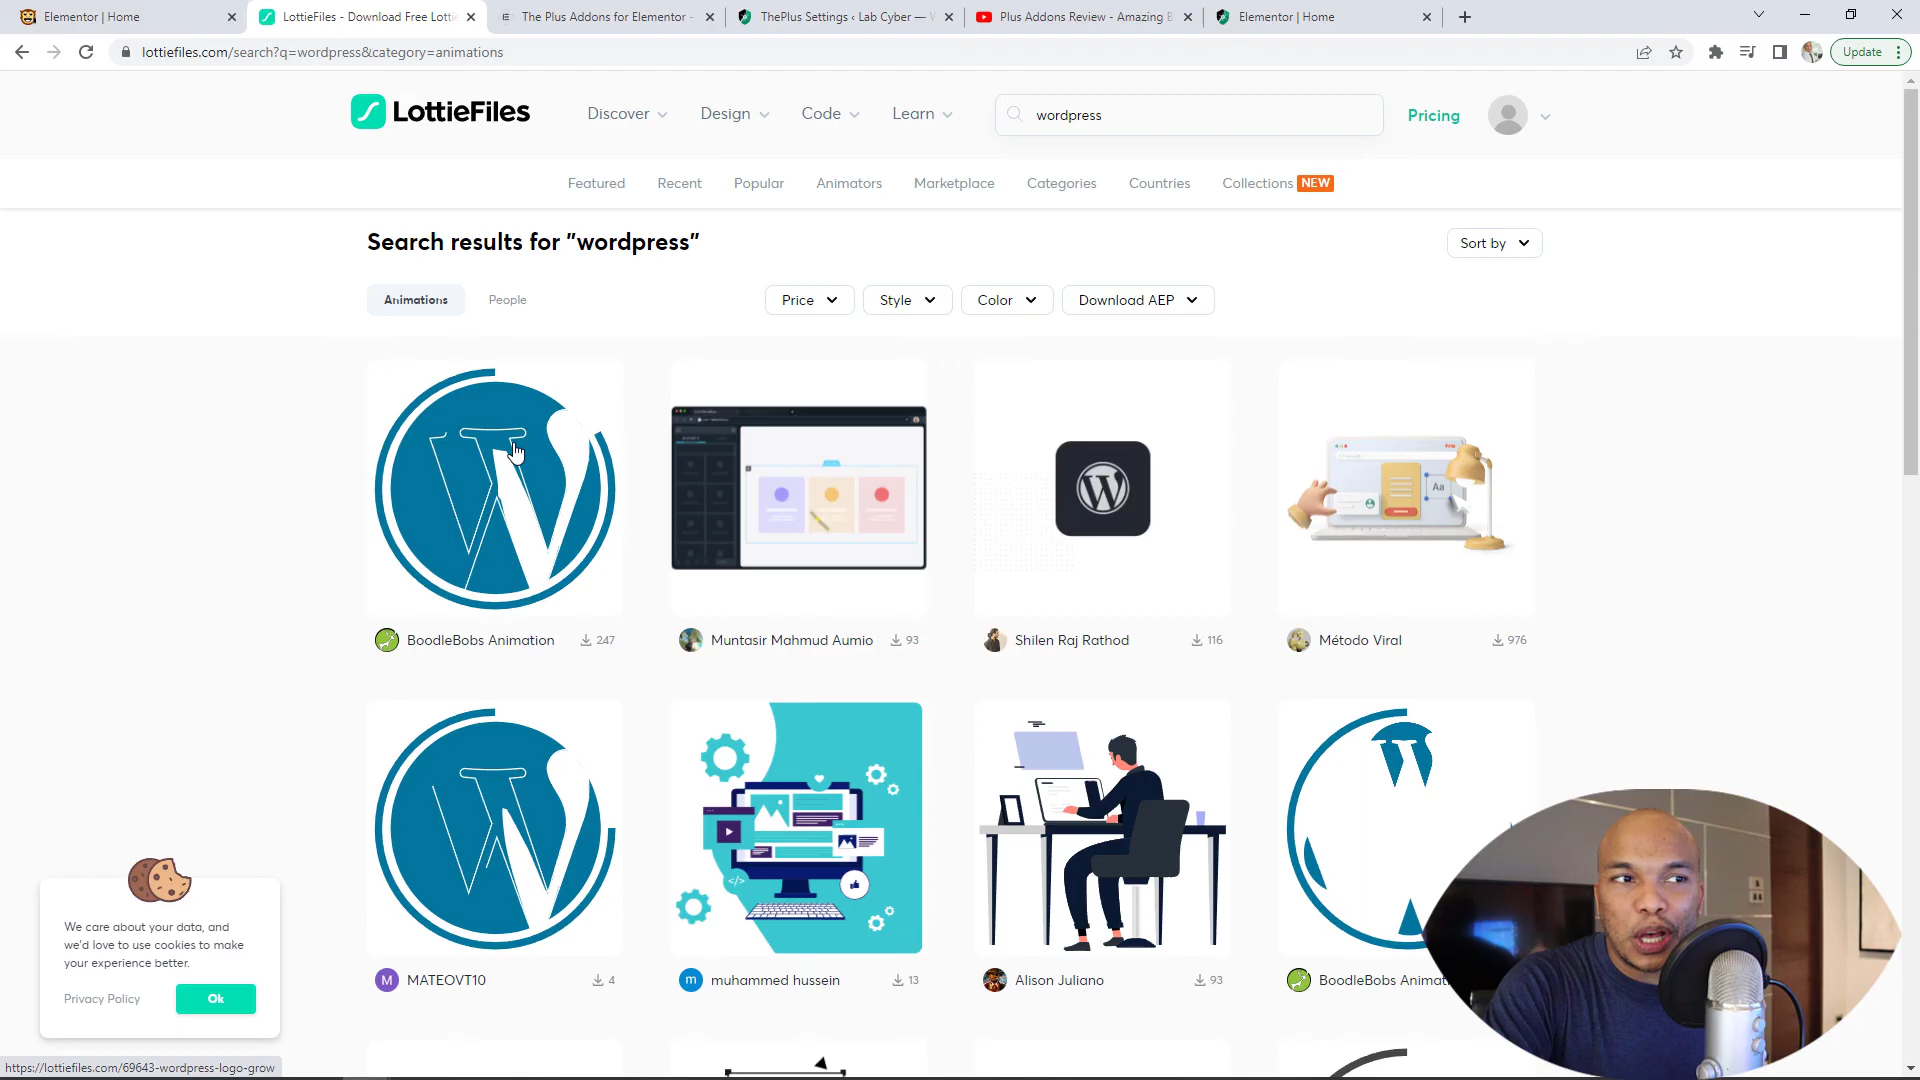 Elementor | Home
LottieFiles - Download Free Lotti
The Plus Addons for Elementor -
ThePlus Settings ‹ Lab Cyber — W
Plus Addons Review - Amazing B
Elementor | Home
lottiefiles.com/search?q=wordpress&category=animations
Update
LottieFiles
Discover
Design
Code
Learn
wordpress
Pricing
Featured
Recent
Popular
Animators
Marketplace
Categories
Countries
Collections NEW
Search results for "wordpress"
Sort by
Animations
People
Price
Style
Color
Download AEP
BoodleBobs Animation 247
Muntasir Mahmud Aumio 93
Shilen Raj Rathod 116
Método Viral 976
Aa
M MATEOVT10 4
m muhammed hussein 13
Alison Juliano 93
BoodleBobs Animat
We care about your data, and
we'd love to use cookies to make
your experience better.
Privacy Policy
Ok
https://lottiefiles.com/69643-wordpress-logo-grow